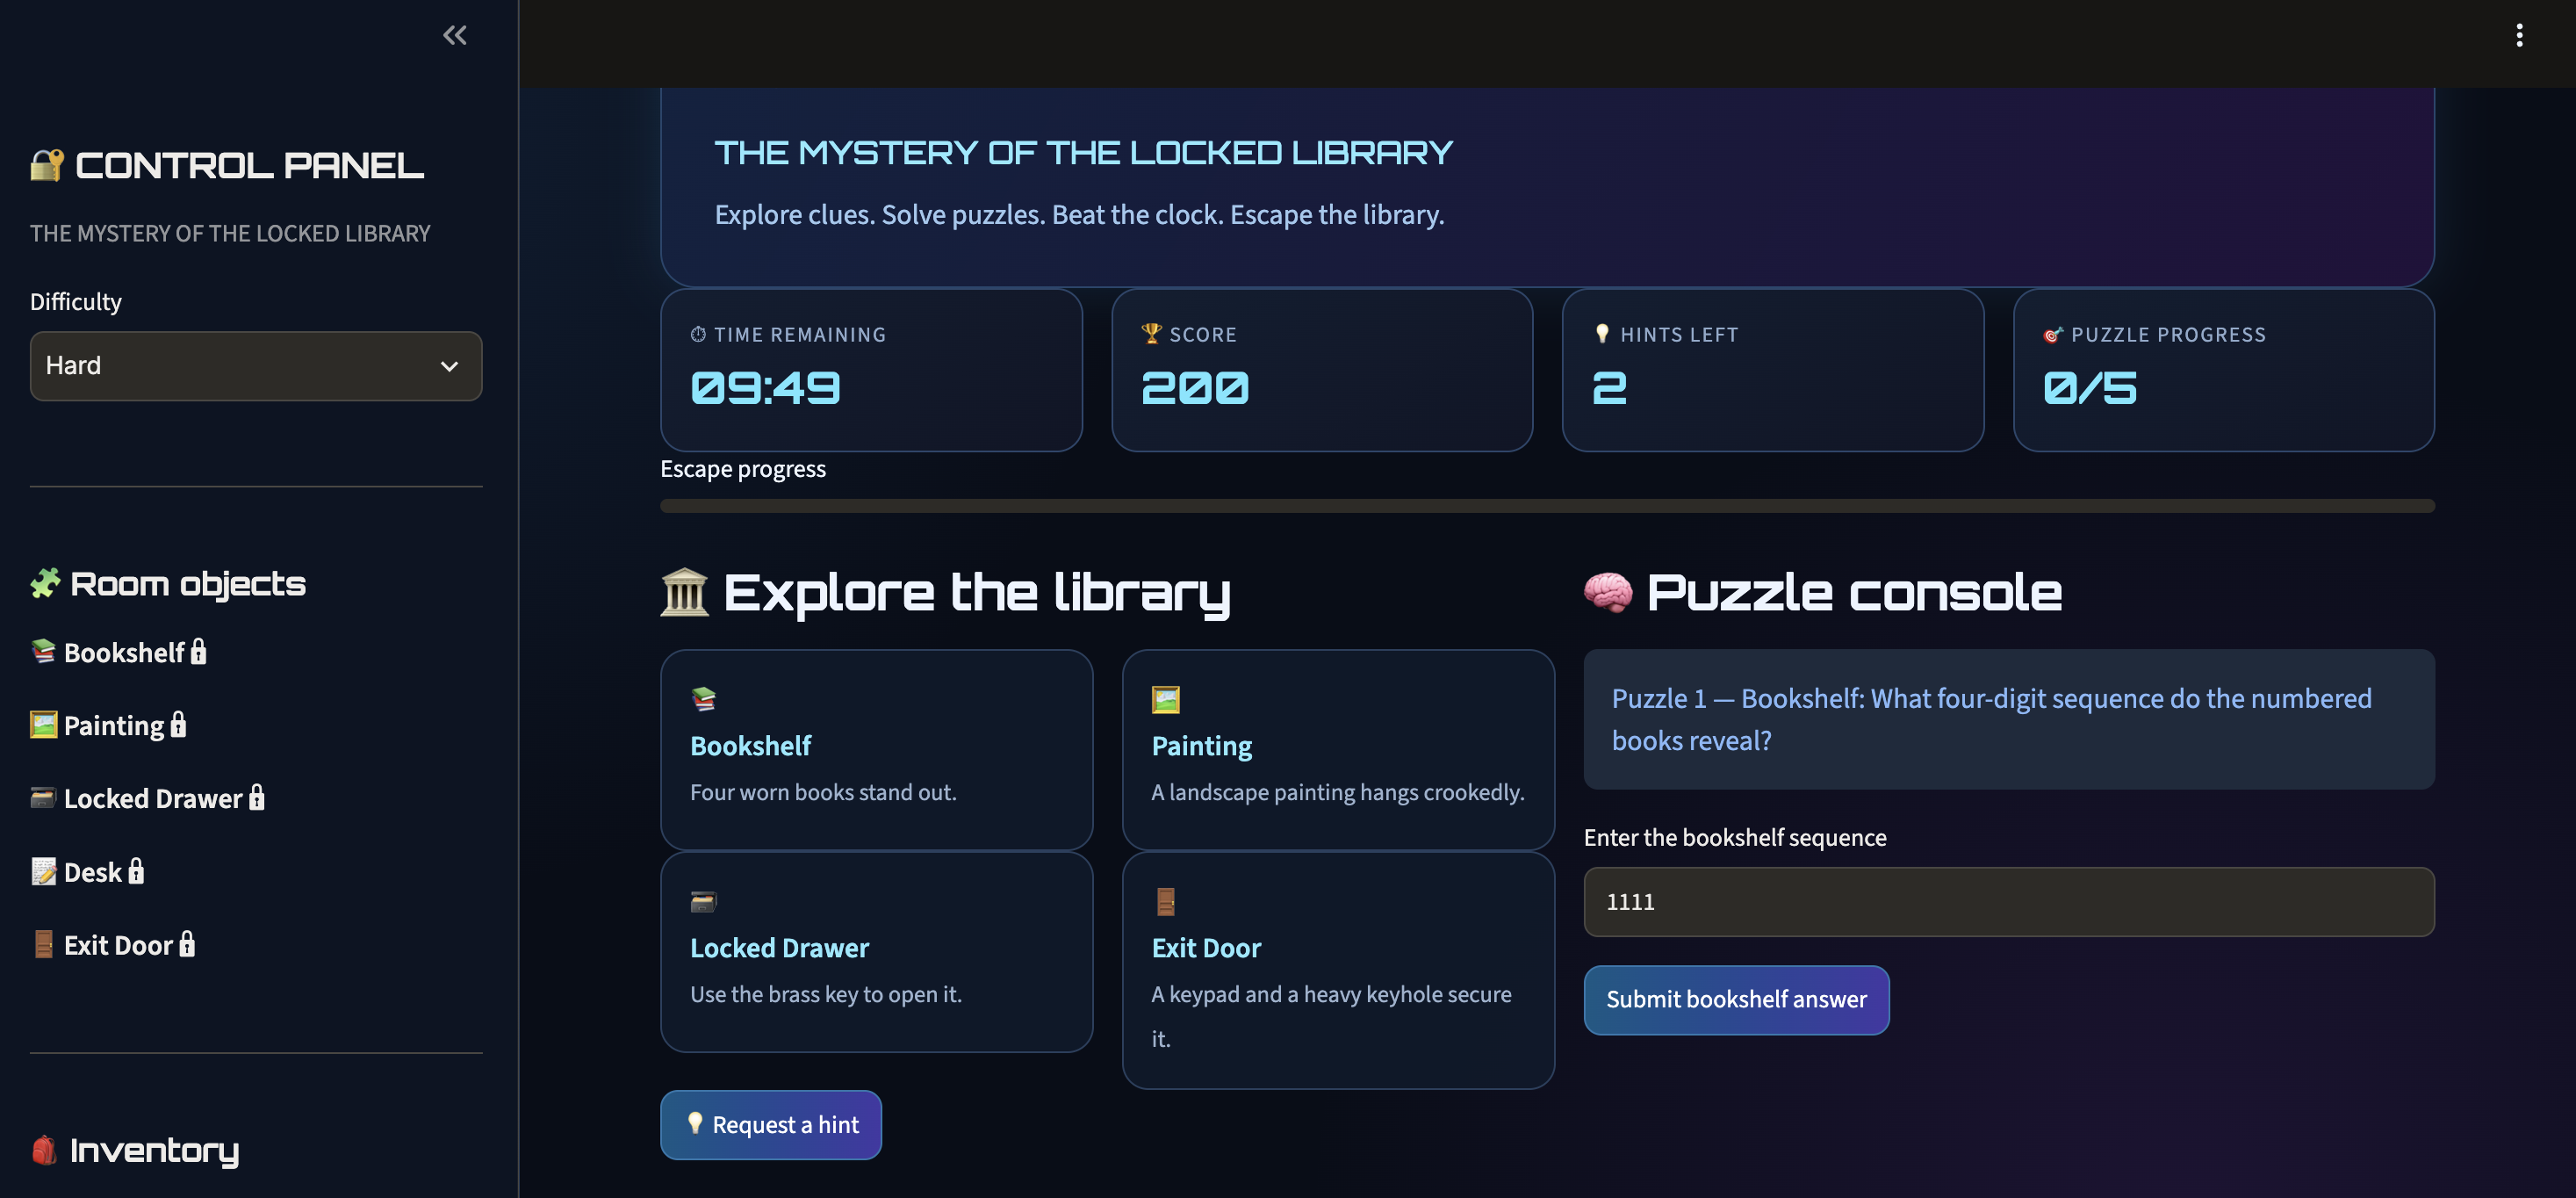 CONTROL PANEL
THE MYSTERY OF THE LOCKED LIBRARY
Difficulty
Hard
Room objects
Bookshelf
Painting
Locked Drawer
Desk
Exit Door
Inventory
THE MYSTERY OF THE LOCKED LIBRARY
Explore clues. Solve puzzles. Beat the clock. Escape the library.
TIME REMAINING
09:49
SCORE
200
HINTS LEFT
2
PUZZLE PROGRESS
0/5
Escape progress
Explore the library
Bookshelf
Four worn books stand out.
Painting
A landscape painting hangs crookedly.
Locked Drawer
Use the brass key to open it.
Exit Door
A keypad and a heavy keyhole secure
it.
Request a hint
Puzzle console
Puzzle 1 — Bookshelf: What four-digit sequence do the numbered
books reveal?
Enter the bookshelf sequence
1111
Submit bookshelf answer